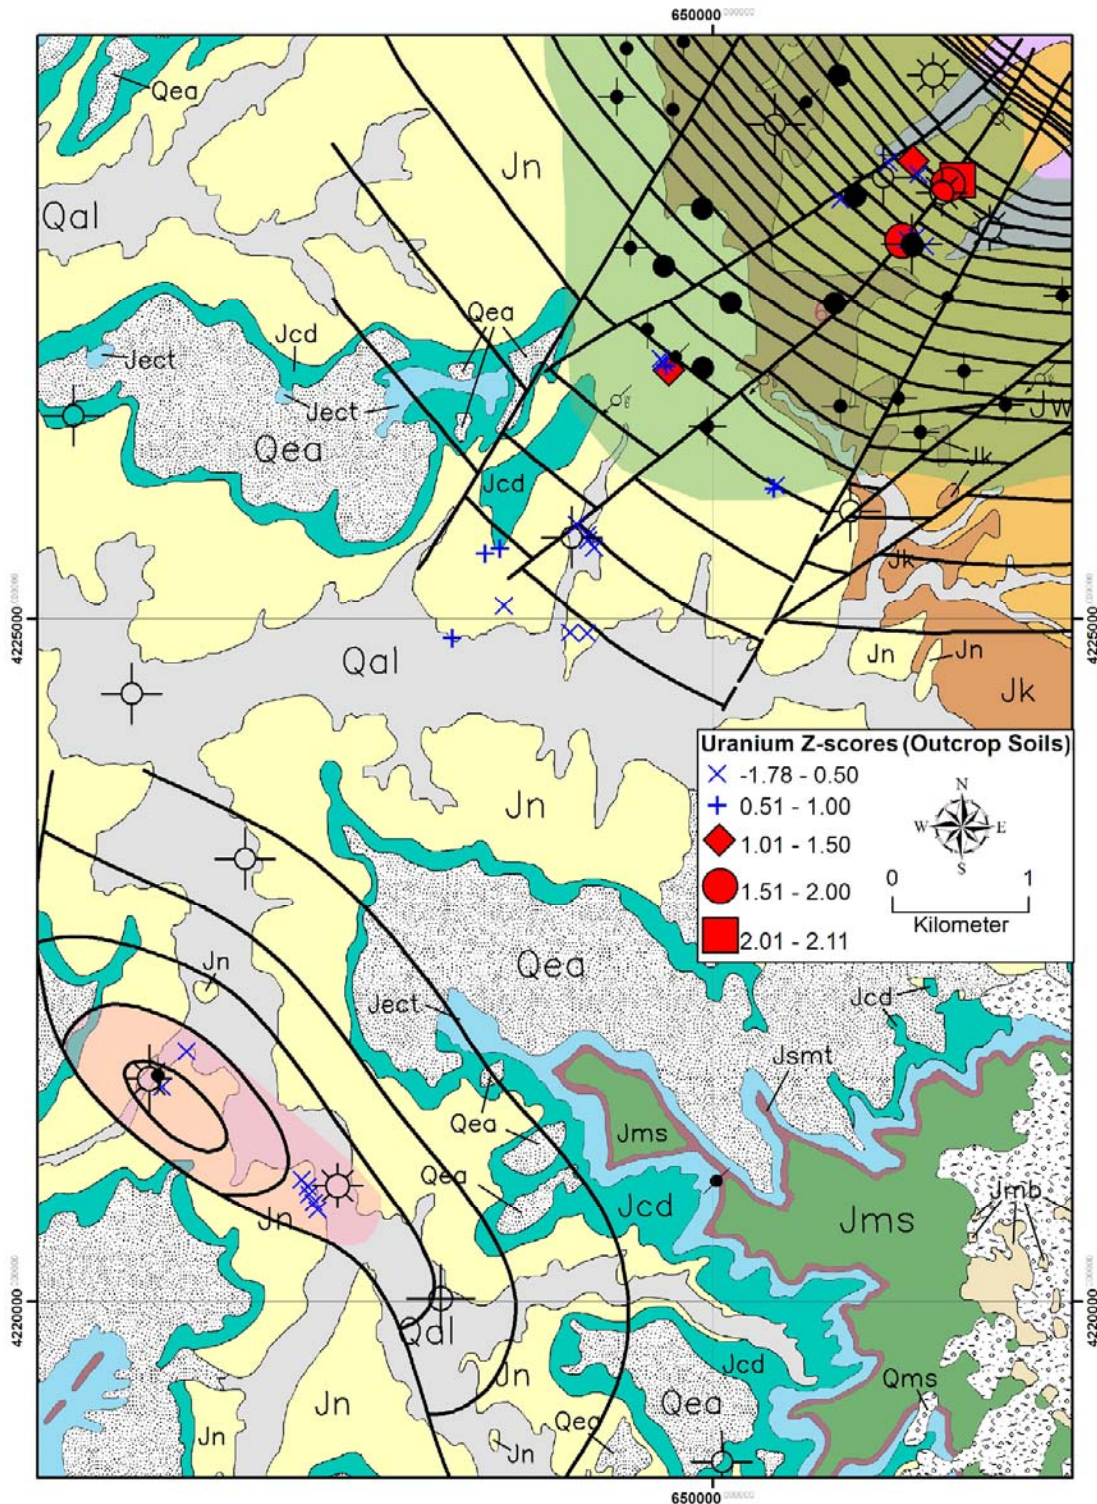 650000
Qea
Jn
Qal
Qea
Jcd
Ject
Ject
Qea
Jw
Jk
Jcd
Jk
4225000
4225000
Qal
Jn
Jn
Jk
Uranium Z-scores (Outcrop Soils)
-1.78 - 0.50
0.51 - 1.00
1.01 - 1.50
1.51 - 2.00
2.01 - 2.11
N
W
E
S
0
1
Kilometer
Jn
Jn
Qea
Ject
Jcd
Jsmt
Qea
Jms
Qea
Jcd
Jms
Jmb
Jn
4220000
4220000
Qal
Jn
Jcd
Qms
Jn
Qea
Qea
Jn
Jn
650000